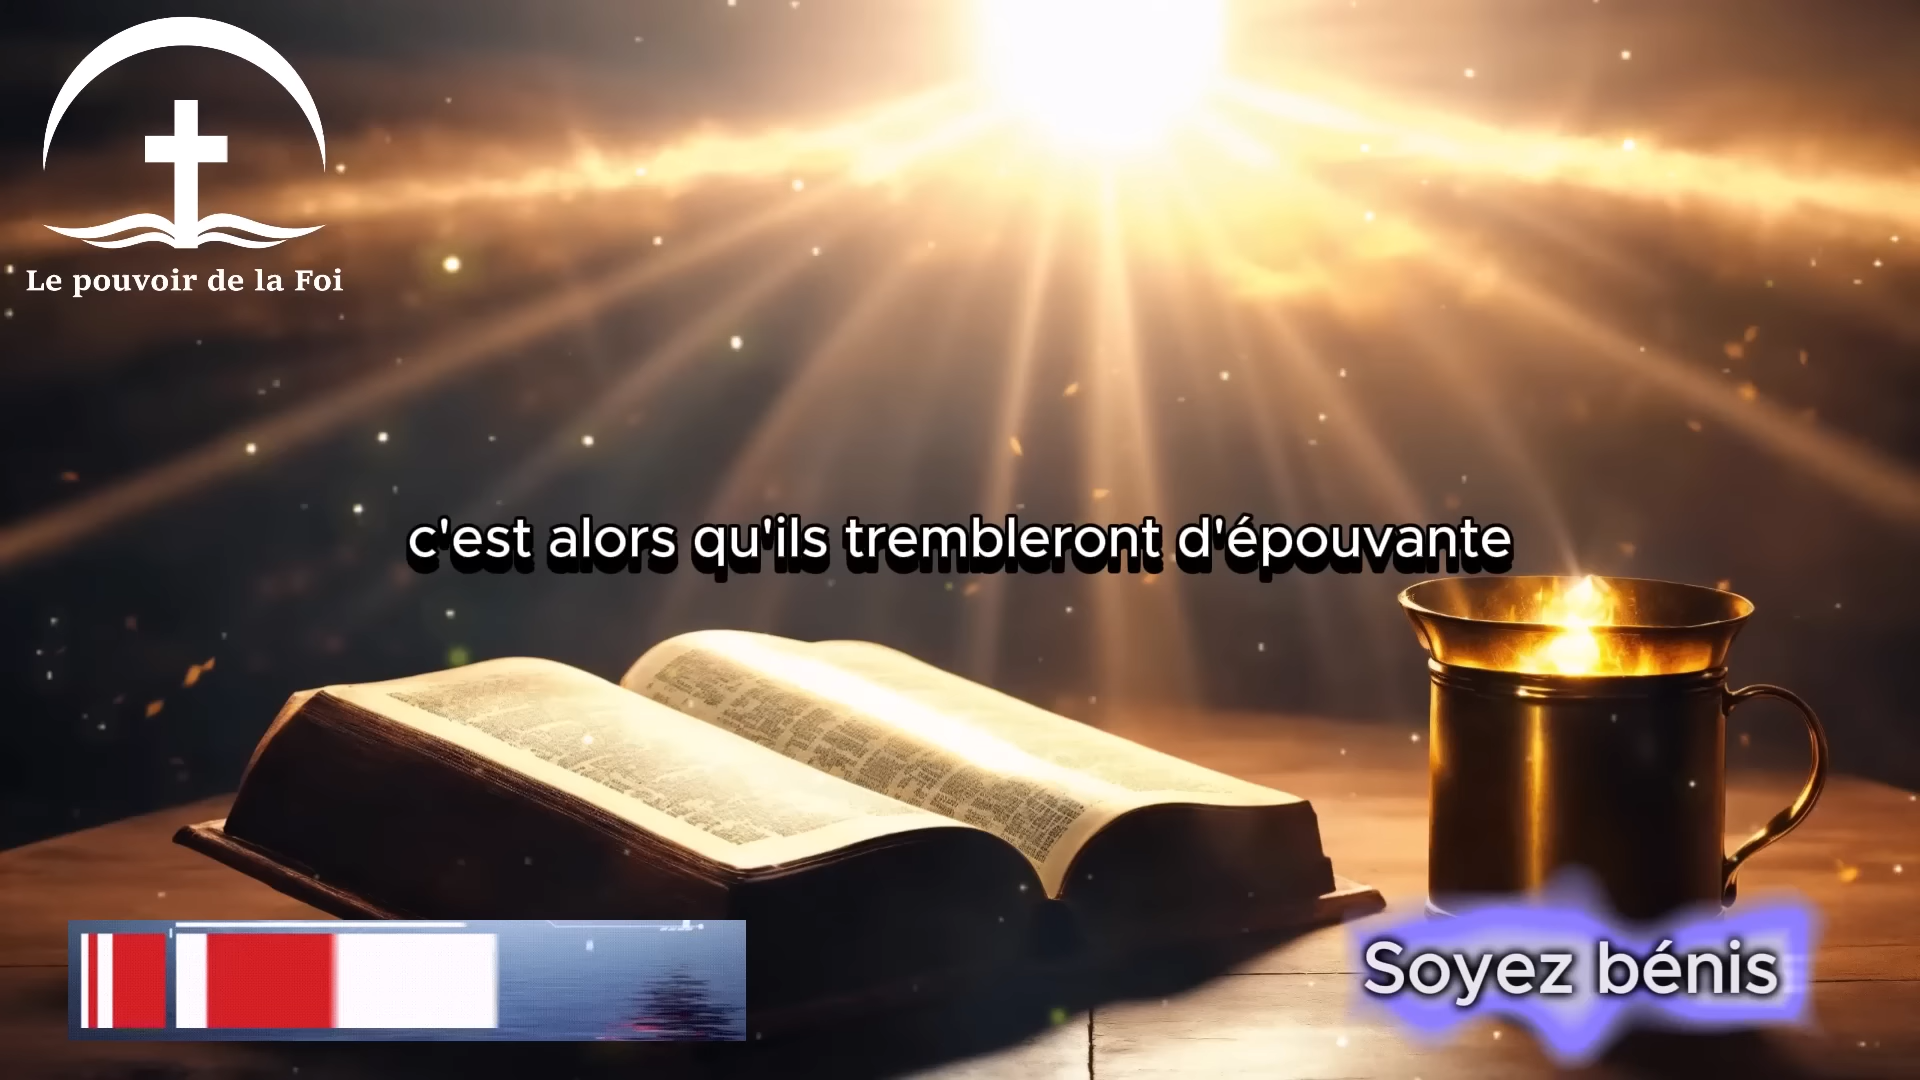 Le pouvoir de la Foi
c'est alors qu'ils trembleront d'épouvante
Soyez bénis